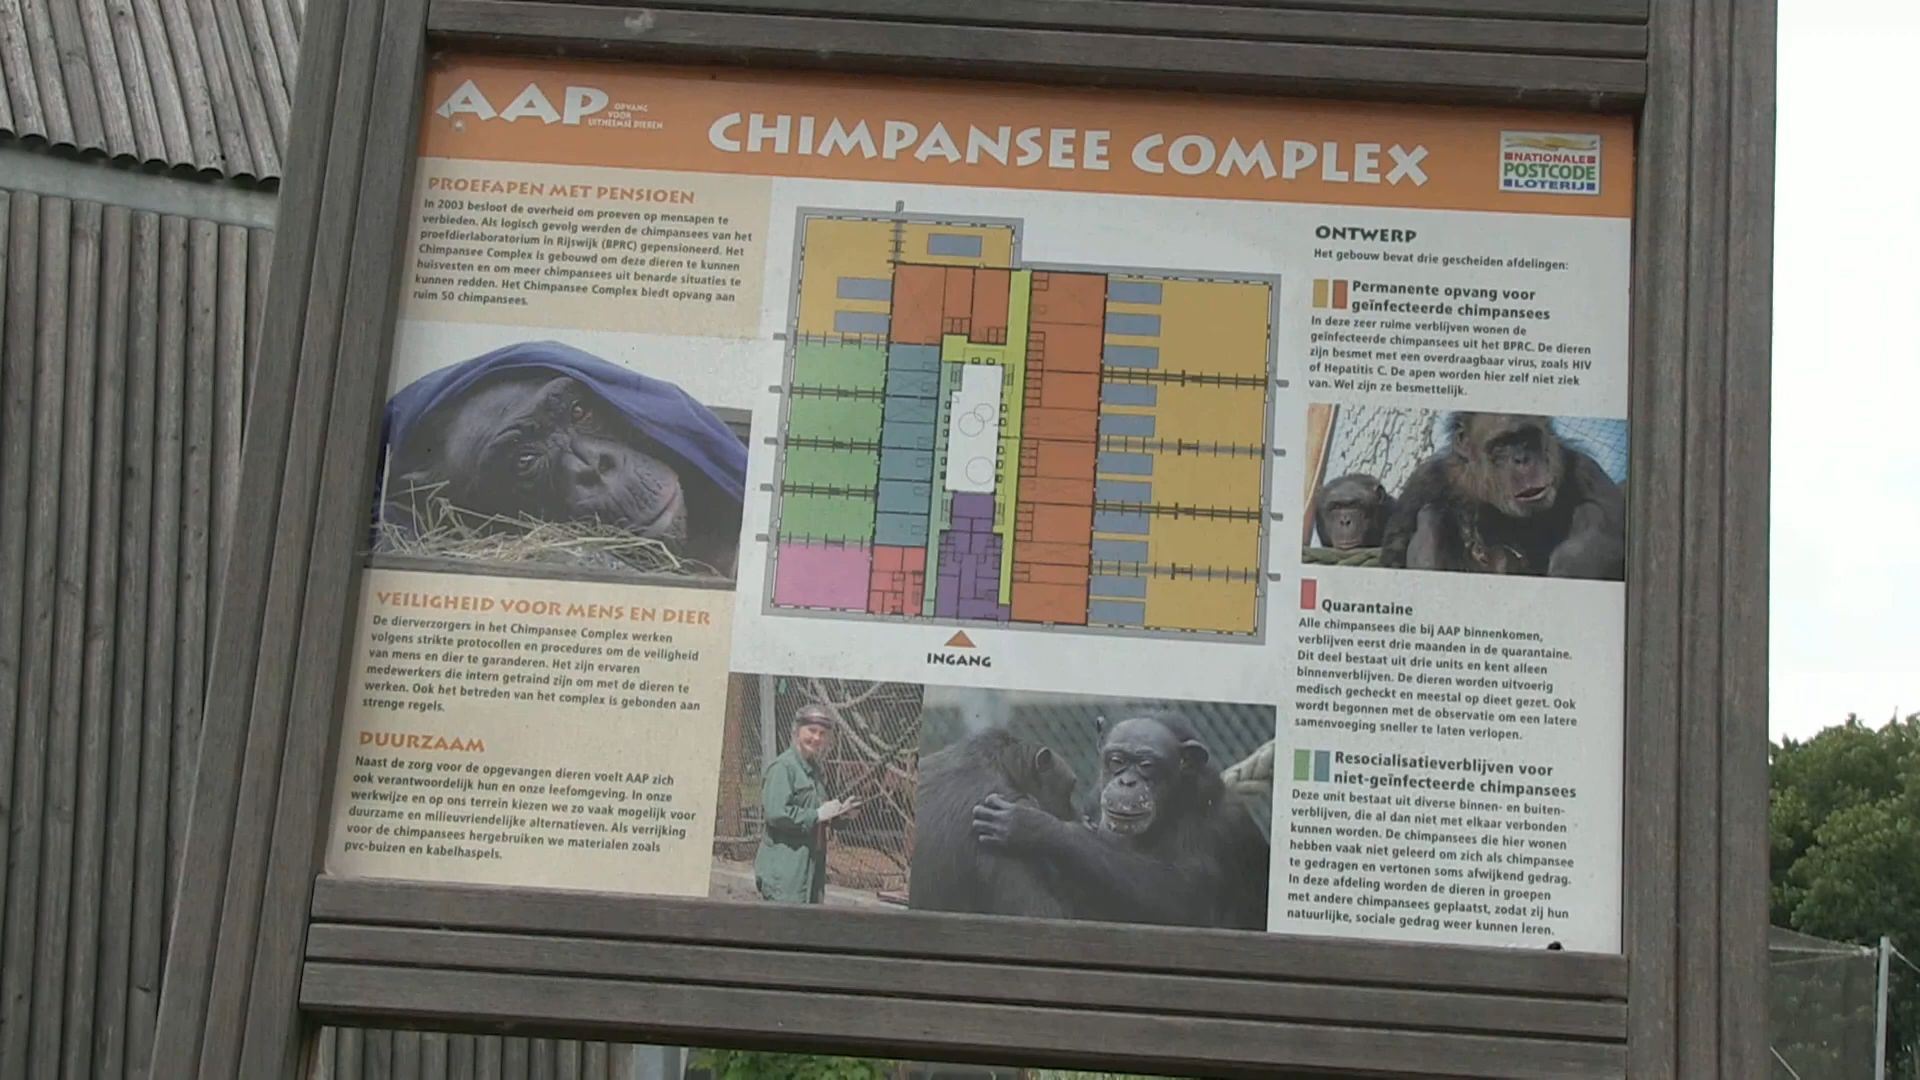 AAP
OPVANG
VOOR
UITHEEMSE DIEREN
CHIMPANSEE COMPLEX
NATIONALE
POSTCODE
LOTERIJ
PROEFAPEN MET PENSIOEN
In 2003 besloot de overheid om proeven op mensapen te
verbieden. Als logisch gevolg werden de chimpansees van het
proefdierlaboratorium in Rijswijk (BPRC) gepensioneerd. Het
Chimpansee Complex is gebouwd om deze dieren te kunnen
huisvesten en om meer chimpansees uit benarde situaties te
kunnen redden. Het Chimpansee Complex biedt opvang aan
ruim 50 chimpansees.
VEILIGHEID VOOR MENS EN DIER
De dierverzorgers in het Chimpansee Complex werken
volgens strikte protocollen en procedures om de veiligheid
van mens en dier te garanderen. Het zijn ervaren
medewerkers die intern getraind zijn om met de dieren te
werken. Ook het betreden van het complex is gebonden aan
strenge regels.
DUURZAAM
Naast de zorg voor de opgevangen dieren voelt AAP zich
ook verantwoordelijk hun en onze leefomgeving. In onze
werkwijze en op ons terrein kiezen we zo vaak mogelijk voor
duurzame en milieuvriendelijke alternatieven. Als verrijking
voor de chimpansees hergebruiken we materialen zoals
pvc-buizen en kabelhaspels.
INGANG
ONTWERP
Het gebouw bevat drie gescheiden afdelingen:
Permanente opvang voor
geïnfecteerde chimpansees
In deze zeer ruime verblijven wonen de
geïnfecteerde chimpansees uit het BPRC. De dieren
zijn besmet met een overdraagbaar virus, zoals HIV
of Hepatitis C. De apen worden hier zelf niet ziek
van. Wel zijn ze besmettelijk.
Quarantaine
Alle chimpansees die bij AAP binnenkomen,
verblijven eerst drie maanden in de quarantaine.
Dit deel bestaat uit drie units en kent alleen
binnenverblijven. De dieren worden uitvoerig
medisch gecheckt en meestal op dieet gezet. Ook
wordt begonnen met de observatie om een latere
samenvoeging sneller te laten verlopen.
Resocialisatieverblijven voor
niet-geïnfecteerde chimpansees
Deze unit bestaat uit diverse binnen- en buiten-
verblijven, die al dan niet met elkaar verbonden
kunnen worden. De chimpansees die hier wonen
hebben vaak niet geleerd om zich als chimpansee
te gedragen en vertonen soms afwijkend gedrag.
In deze afdeling worden de dieren in groepen
met andere chimpansees geplaatst, zodat zij hun
natuurlijke, sociale gedrag weer kunnen leren.